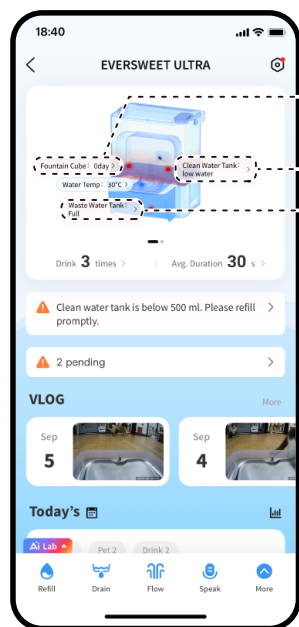 18:40
EVERSWEET ULTRA
Fountain Cube: 0day >
Clean Water Tank:
low water >
Water Temp: 30°C >
Waste Water Tank:
Full >
Drink 3 times >
Avg. Duration 30 s >
Clean water tank is below 500 ml. Please refill
promptly.
2 pending
VLOG
More
Sep
5
Sep
4
Today's
Ai Lab
Pet 2
Drink 2
Refill
Drain
Flow
Speak
More